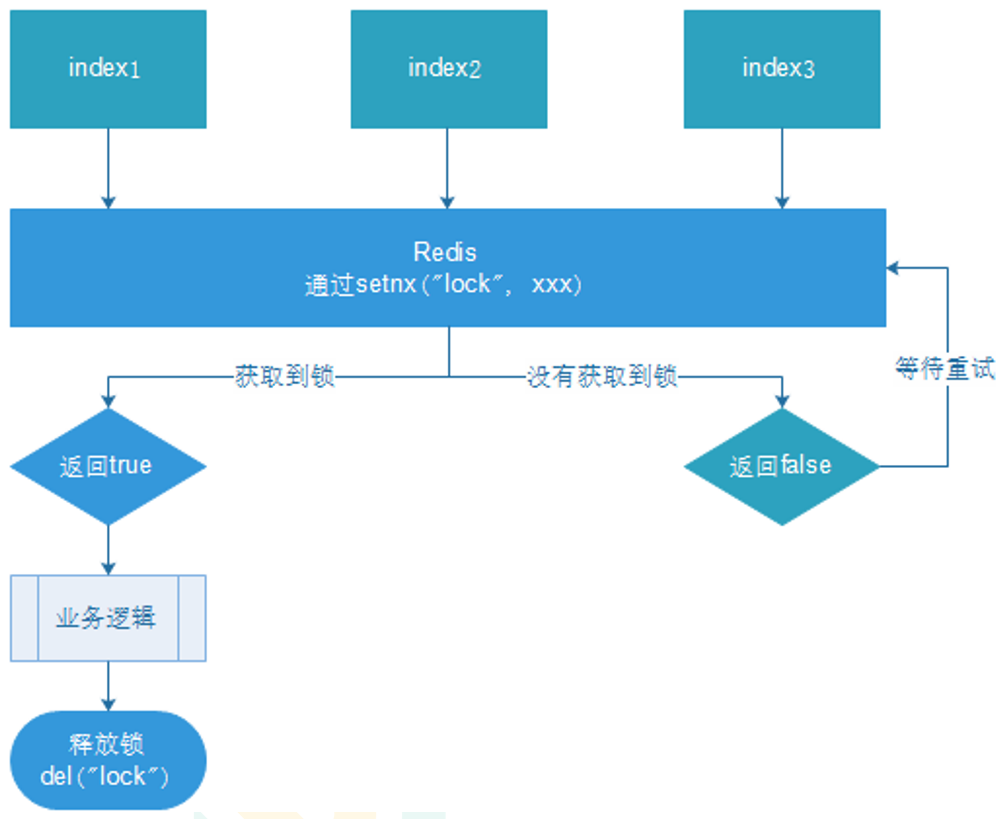 index1
index2
index3
Redis
通过setnx("lock", xxx)
获取到锁
没有获取到锁
等待重试
返回true
返回false
业务逻辑
释放锁
del("lock")